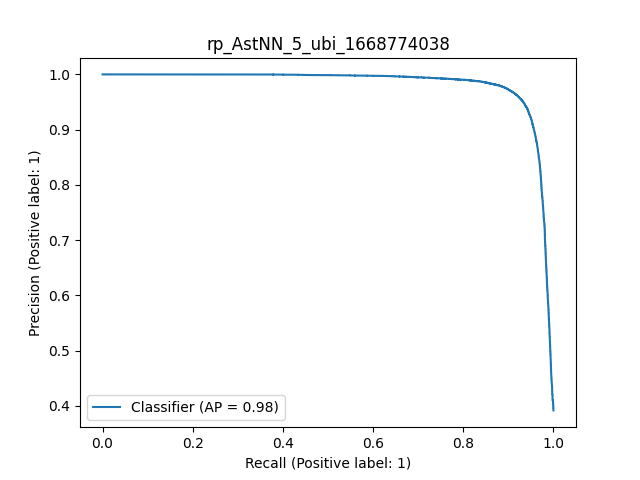 rp_AstNN_5_ubi_1668774038
1.0
0.9
0.8
0.7
0.6
0.5
0.4
Precision (Positive label: 1)
Classifier (AP = 0.98)
0.0 0.2 0.4 0.6 0.8 1.0
Recall (Positive label: 1)